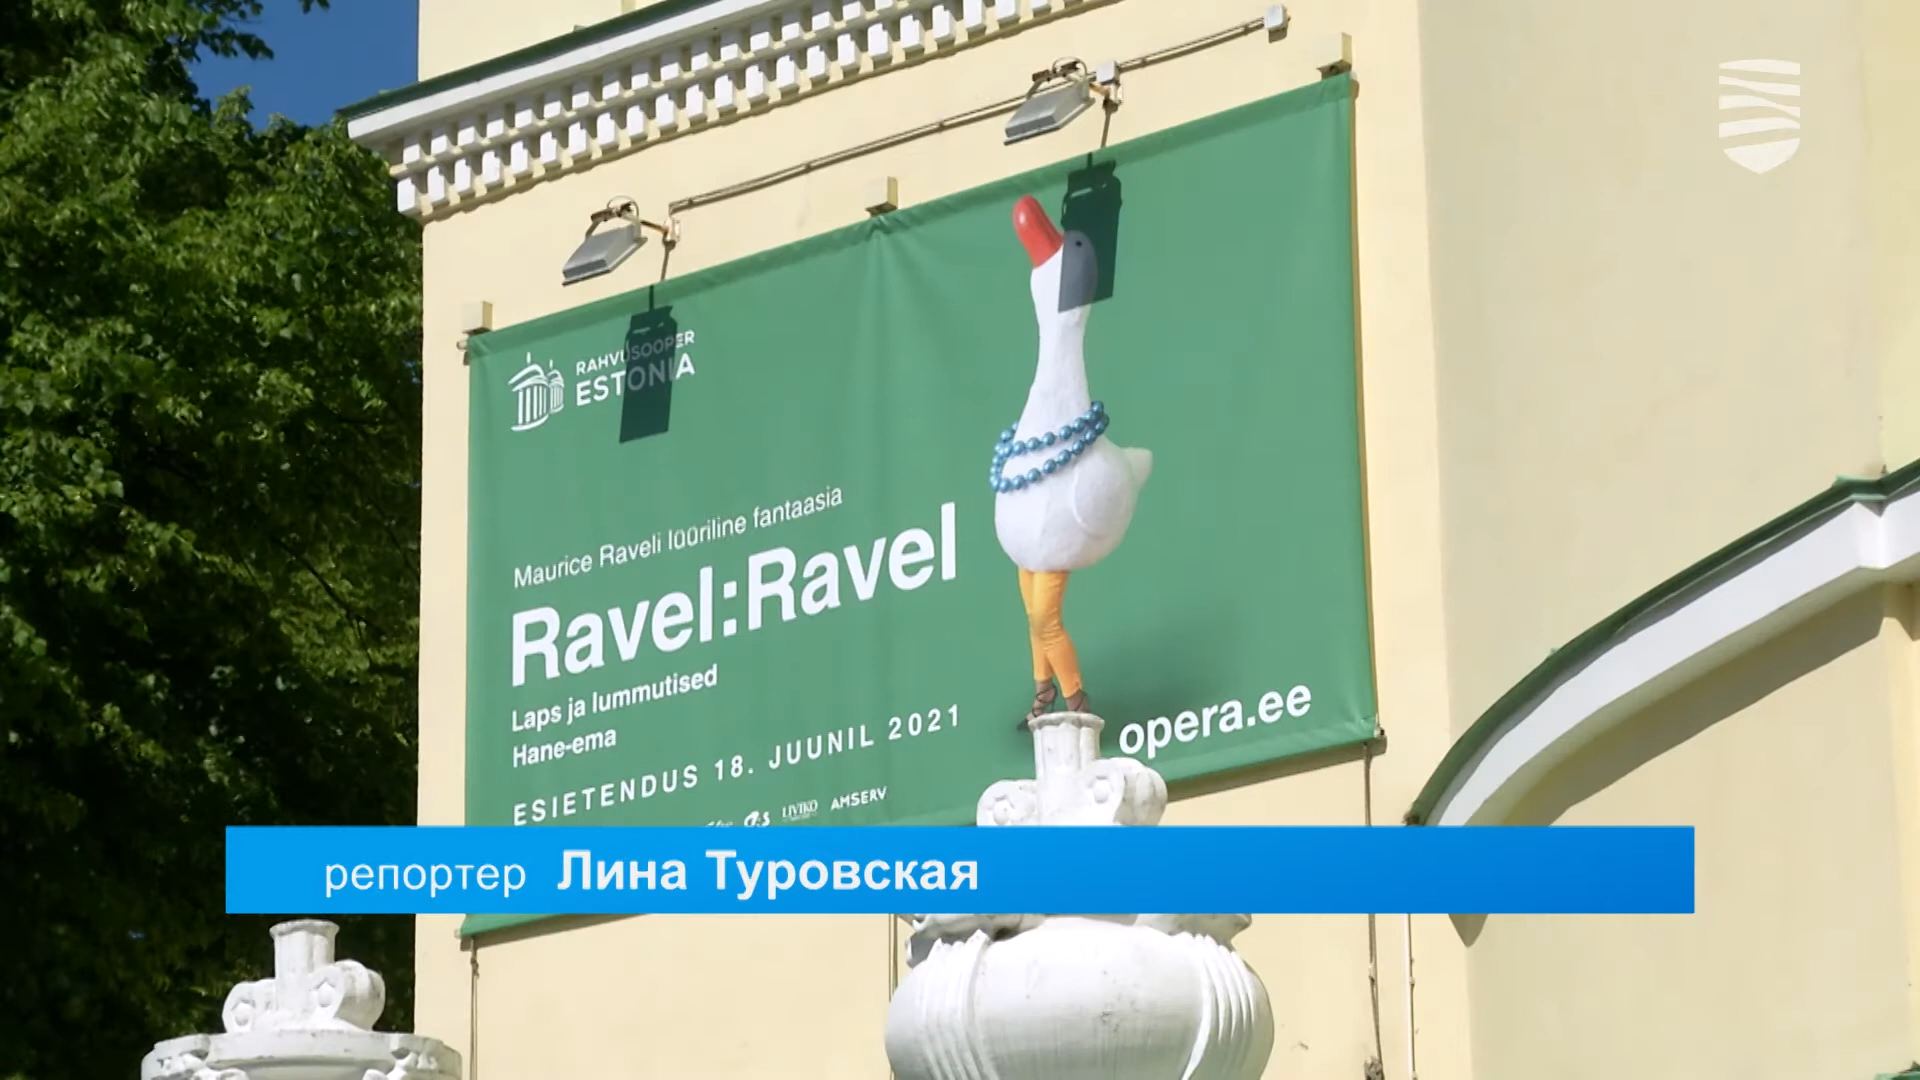 RAHVUSOOPER
ESTONIA
Maurice Raveli lüüriline fantaasia
Ravel:Ravel
Laps ja lummutised
Hane-ema
ESIETENDUS 18. JUUNIL 2021
opera.ee
LIVIKO AMSERV
репортер Лина Туровская